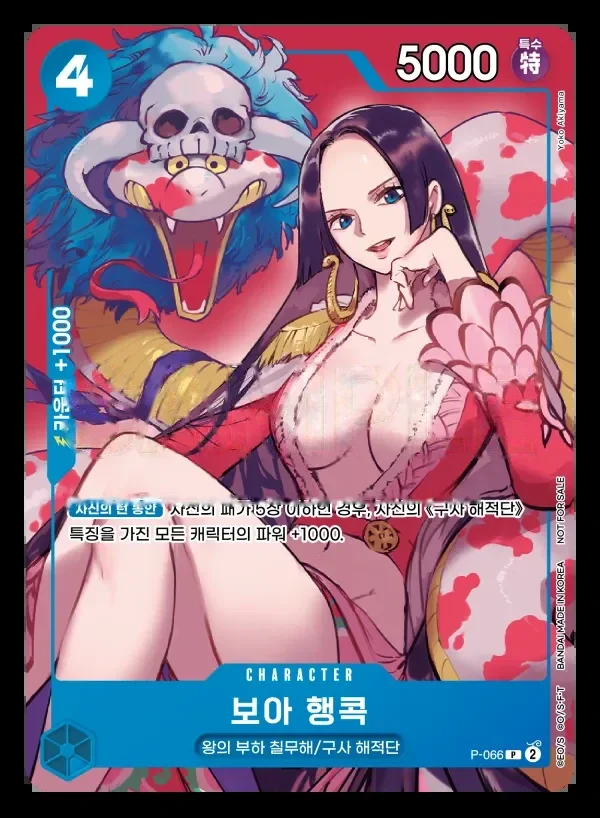 4
5000
특수
特
Yoko Akiyama
카운터 +1000
자신의 턴 동안 자신의 패가 5장 이하인 경우, 자신의 《구사 해적단》
특징을 가진 모든 캐릭터의 파워 +1000.
CHARACTER
보아 행콕
왕의 부하 칠무해/구사 해적단
P-066 P 2
©EO/S ©O/S·F·T BANDAI MADE IN KOREA NOT FOR SALE